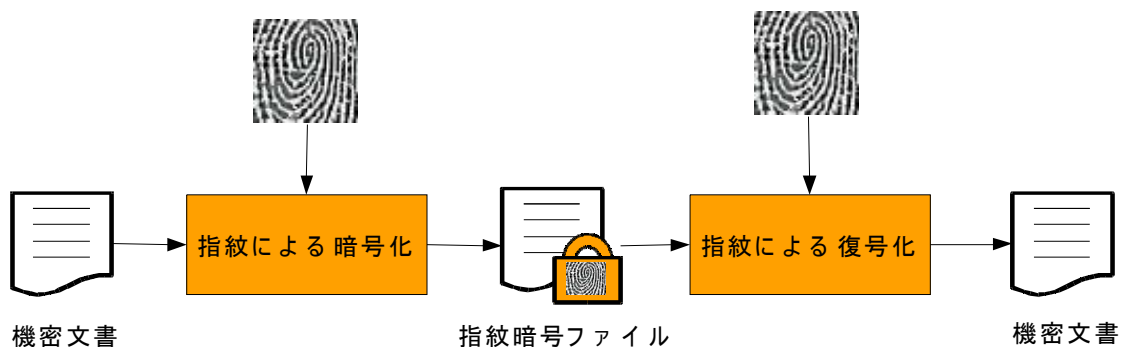 指紋による暗号化
指紋による復号化
機密文書
指紋暗号ファイル
機密文書